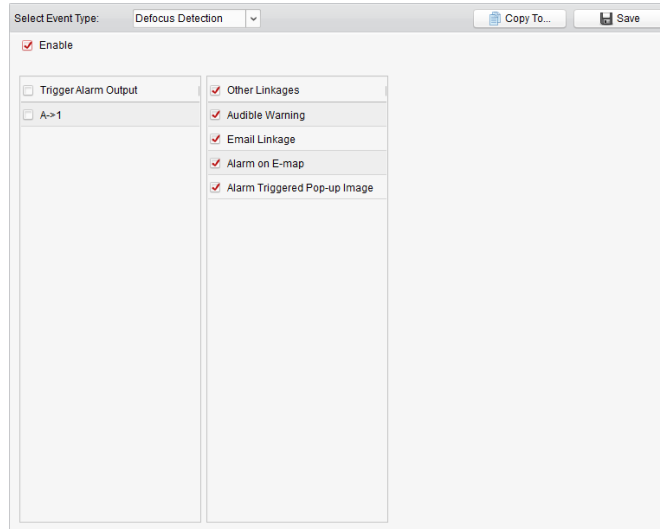 Select Event Type: Defocus Detection Copy To... Save
Enable
Trigger Alarm Output Other Linkages
A->1 Audible Warning
Email Linkage
Alarm on E-map
Alarm Triggered Pop-up Image